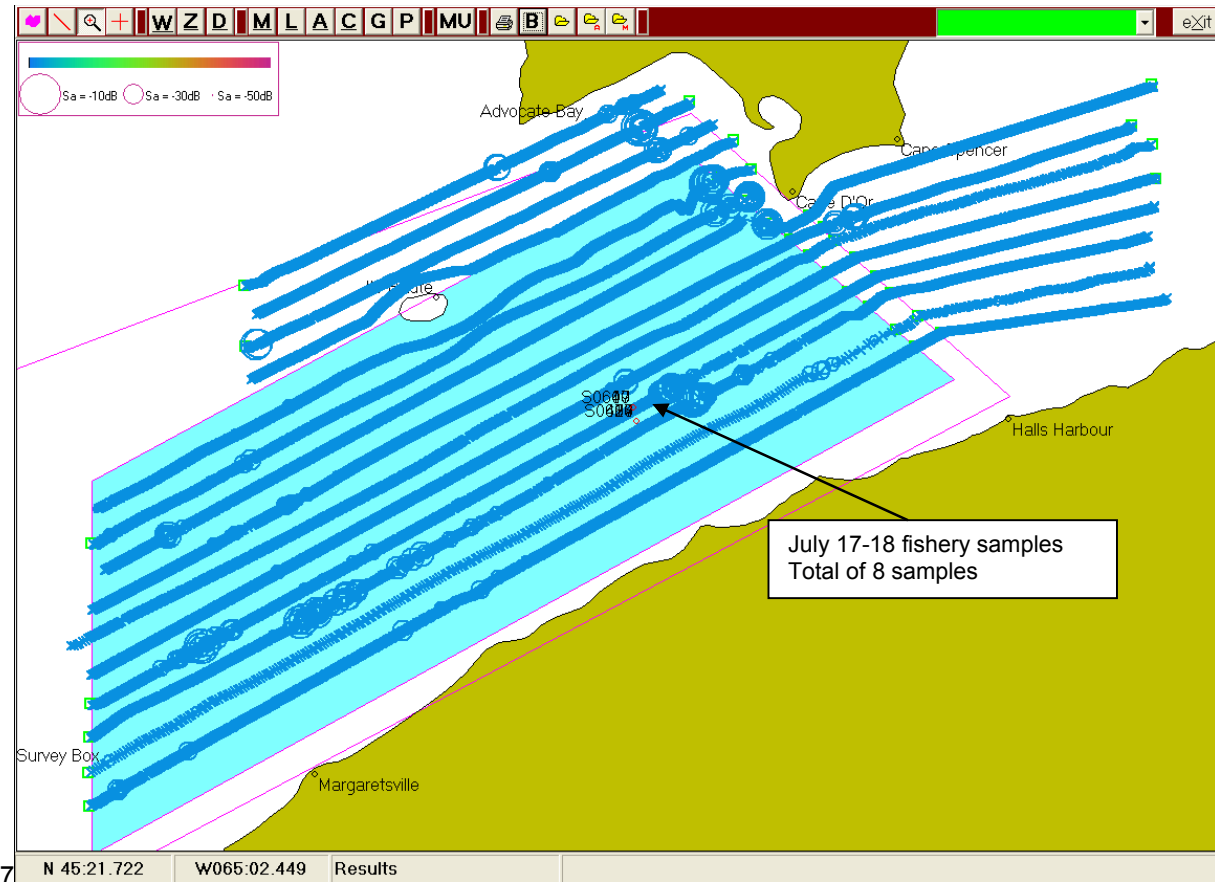 W Z D M L A C G P MU B eXit
Sa = -10dB Sa = -30dB Sa = -50dB
Advocate Bay
Cape Spencer
Cape D'Or
Halls Harbour
July 17-18 fishery samples
Total of 8 samples
Survey Box
Margaretsville
7 N 45:21.722 W065:02.449 Results